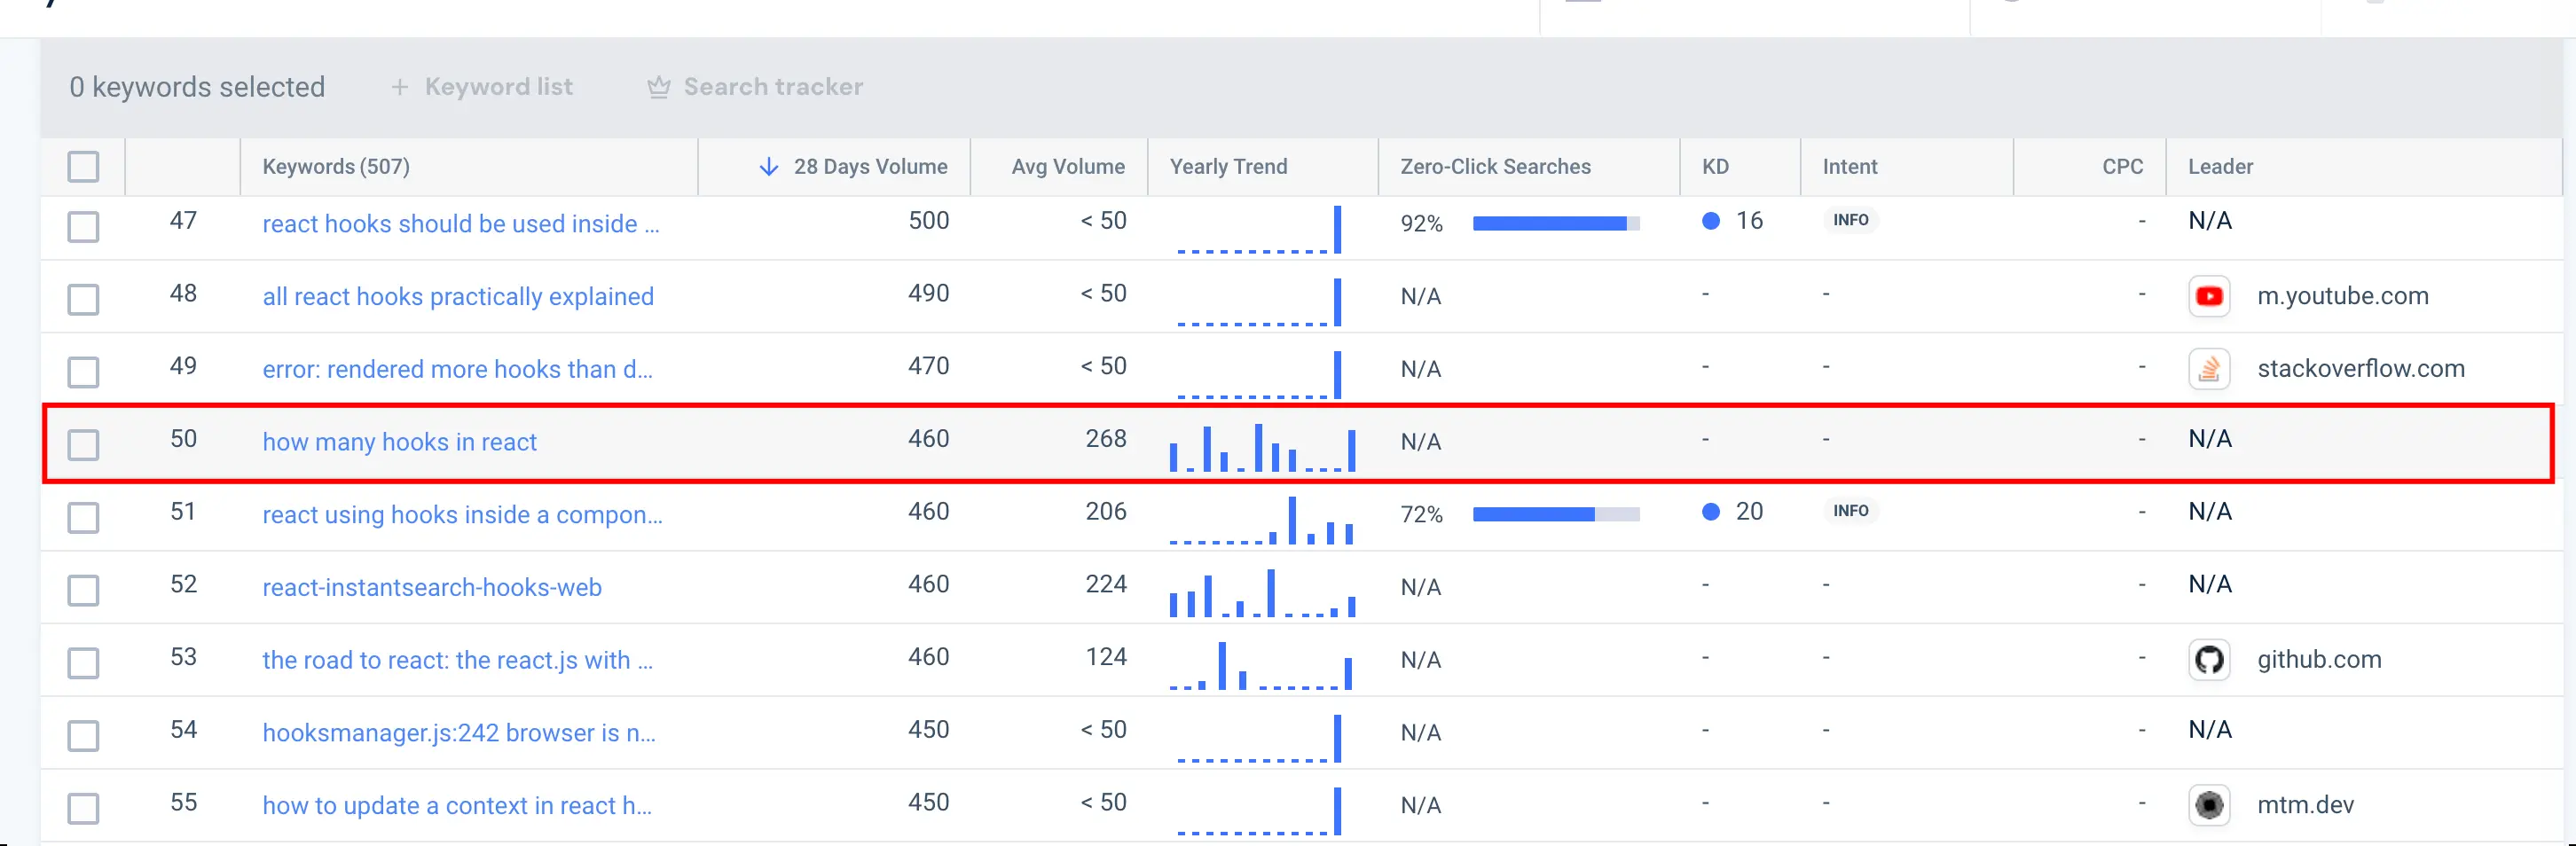 0 keywords selected + Keyword list Search tracker
Keywords (507) 28 Days Volume Avg Volume Yearly Trend Zero-Click Searches KD Intent CPC Leader
47 react hooks should be used inside ... 500 < 50 92% 16 INFO - N/A
48 all react hooks practically explained 490 < 50 N/A - - - m.youtube.com
49 error: rendered more hooks than d... 470 < 50 N/A - - - stackoverflow.com
50 how many hooks in react 460 268 N/A - - - N/A
51 react using hooks inside a compon... 460 206 72% 20 INFO - N/A
52 react-instantsearch-hooks-web 460 224 N/A - - - N/A
53 the road to react: the react.js with ... 460 124 N/A - - - github.com
54 hooksmanager.js:242 browser is n... 450 < 50 N/A - - - N/A
55 how to update a context in react h... 450 < 50 N/A - - - mtm.dev